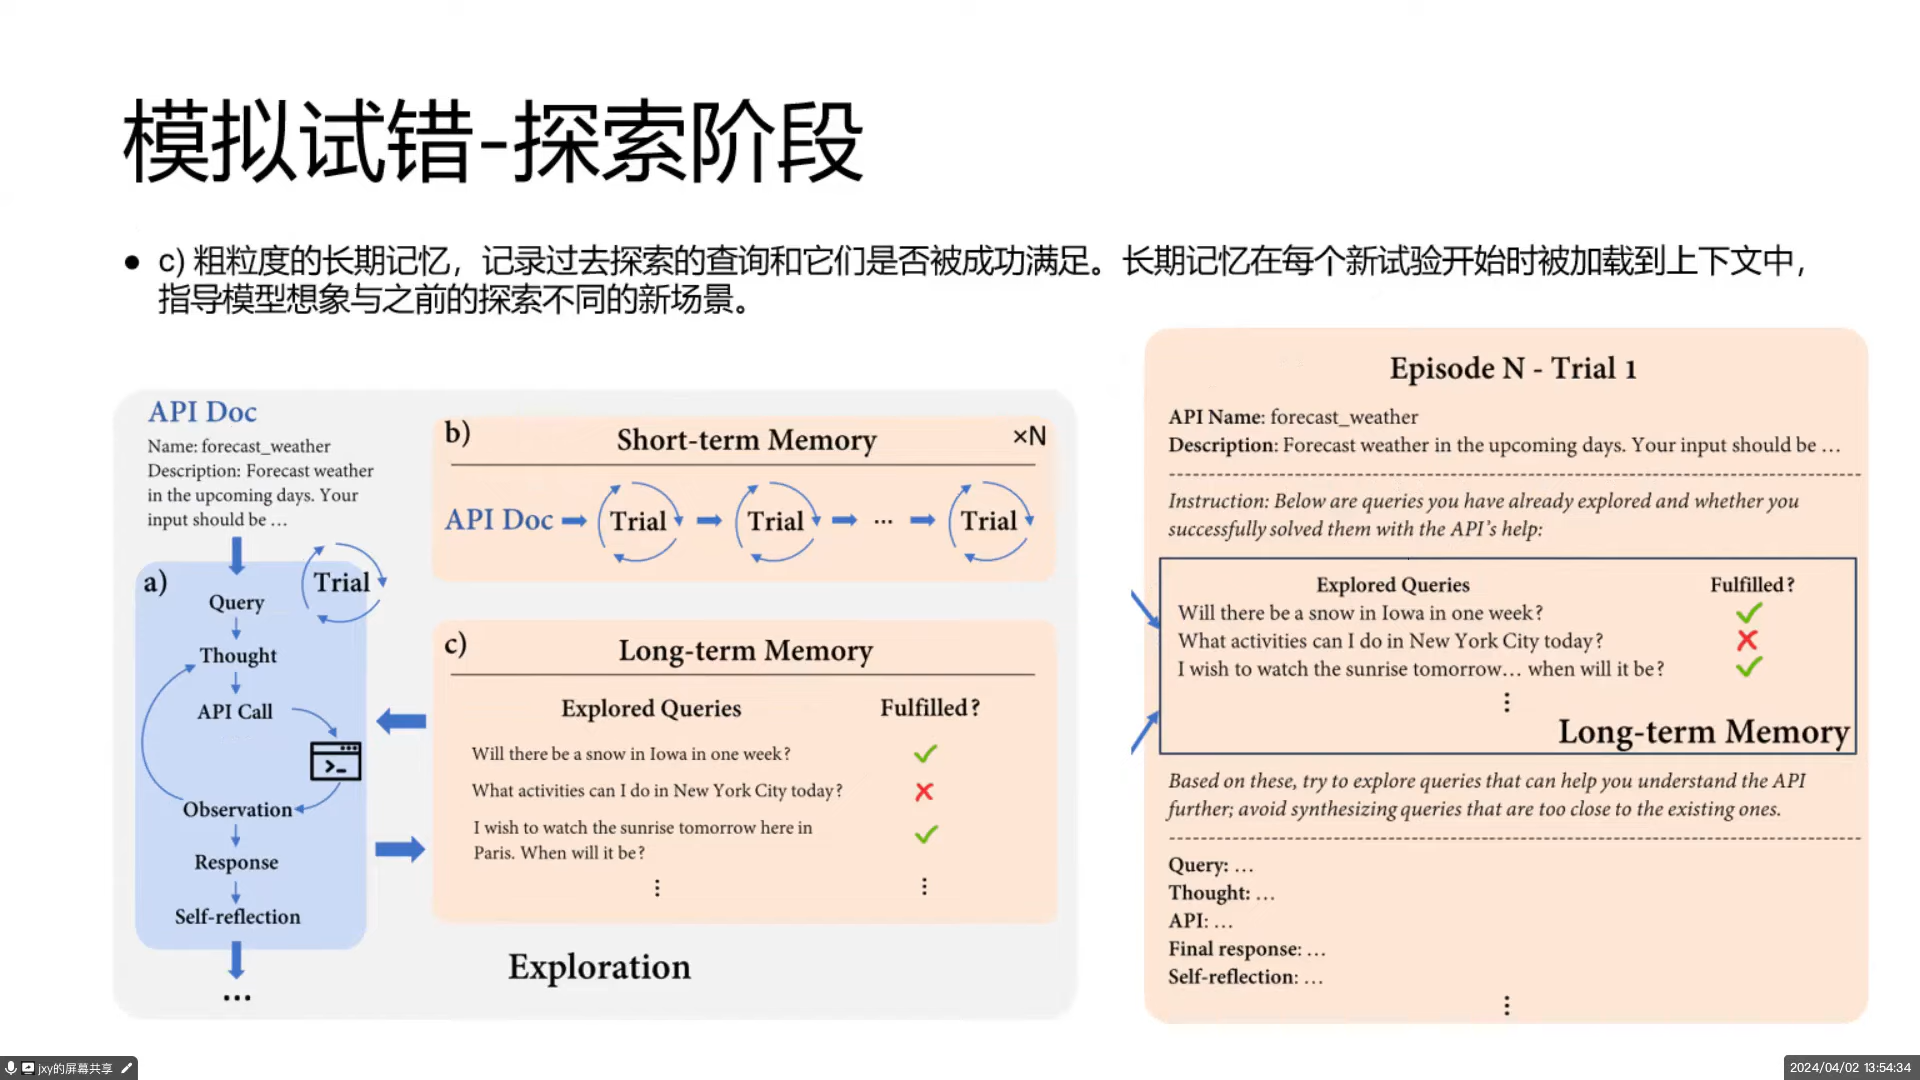 模拟试错-探索阶段
● c) 粗粒度的长期记忆，记录过去探索的查询和它们是否被成功满足。长期记忆在每个新试验开始时被加载到上下文中，
指导模型想象与之前的探索不同的新场景。
API Doc
Name: forecast_weather
Description: Forecast weather
in the upcoming days. Your
input should be …
a)
Trial
Query
Thought
API Call
Observation
Response
Self-reflection
…
b)
Short-term Memory
×N
API Doc
Trial
Trial
…
Trial
c)
Long-term Memory
Explored Queries Fulfilled?
Will there be a snow in Iowa in one week? ✓
What activities can I do in New York City today? ✗
I wish to watch the sunrise tomorrow here in
Paris. When will it be? ✓
⋮ ⋮
Exploration
Episode N - Trial 1
API Name: forecast_weather
Description: Forecast weather in the upcoming days. Your input should be …
Instruction: Below are queries you have already explored and whether you
successfully solved them with the API's help:
Explored Queries Fulfilled?
Will there be a snow in Iowa in one week? ✓
What activities can I do in New York City today? ✗
I wish to watch the sunrise tomorrow… when will it be? ✓
⋮
Long-term Memory
Based on these, try to explore queries that can help you understand the API
further; avoid synthesizing queries that are too close to the existing ones.
Query: …
Thought: …
API: …
Final response: …
Self-reflection: …
⋮
jxy的屏幕共享
2024/04/02 13:54:34